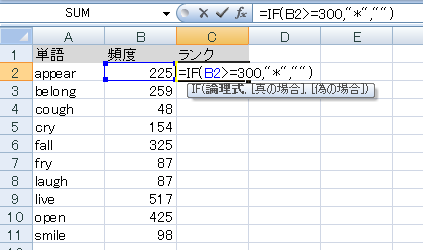 SUM fx =IF(B2>=300,"*","")
A B C D E F
1 単語 頻度 ランク
2 appear 225 =IF(B2>=300,"*","")
IF(論理式, [真の場合], [偽の場合])
3 belong 259
4 cough 48
5 cry 154
6 fall 325
7 fry 87
8 laugh 87
9 live 517
10 open 425
11 smile 98